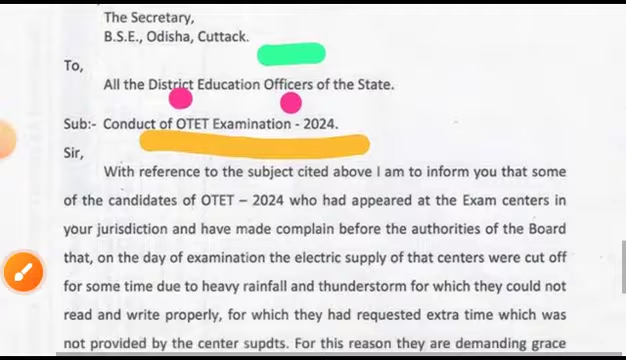 The Secretary,
B.S.E., Odisha, Cuttack.
To,
All the District Education Officers of the State.
Sub:- Conduct of OTET Examination - 2024.
Sir,
With reference to the subject cited above I am to inform you that some
of the candidates of OTET – 2024 who had appeared at the Exam centers in
your jurisdiction and have made complain before the authorities of the Board
that, on the day of examination the electric supply of that centers were cut off
for some time due to heavy rainfall and thunderstorm for which they could not
read and write properly, for which they had requested extra time which was
not provided by the center supdts. For this reason they are demanding grace